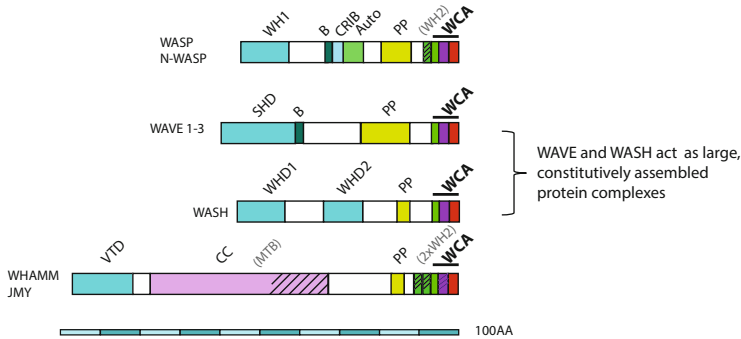 WH1 B CRIB Auto PP (WH2) WCA
WASP
N-WASP
SHD B PP WCA
WAVE 1-3
WAVE and WASH act as large,
constitutively assembled
protein complexes
WHD1 WHD2 PP WCA
WASH
VTD CC (MTB) PP (2xWH2) WCA
WHAMM
JMY
100AA